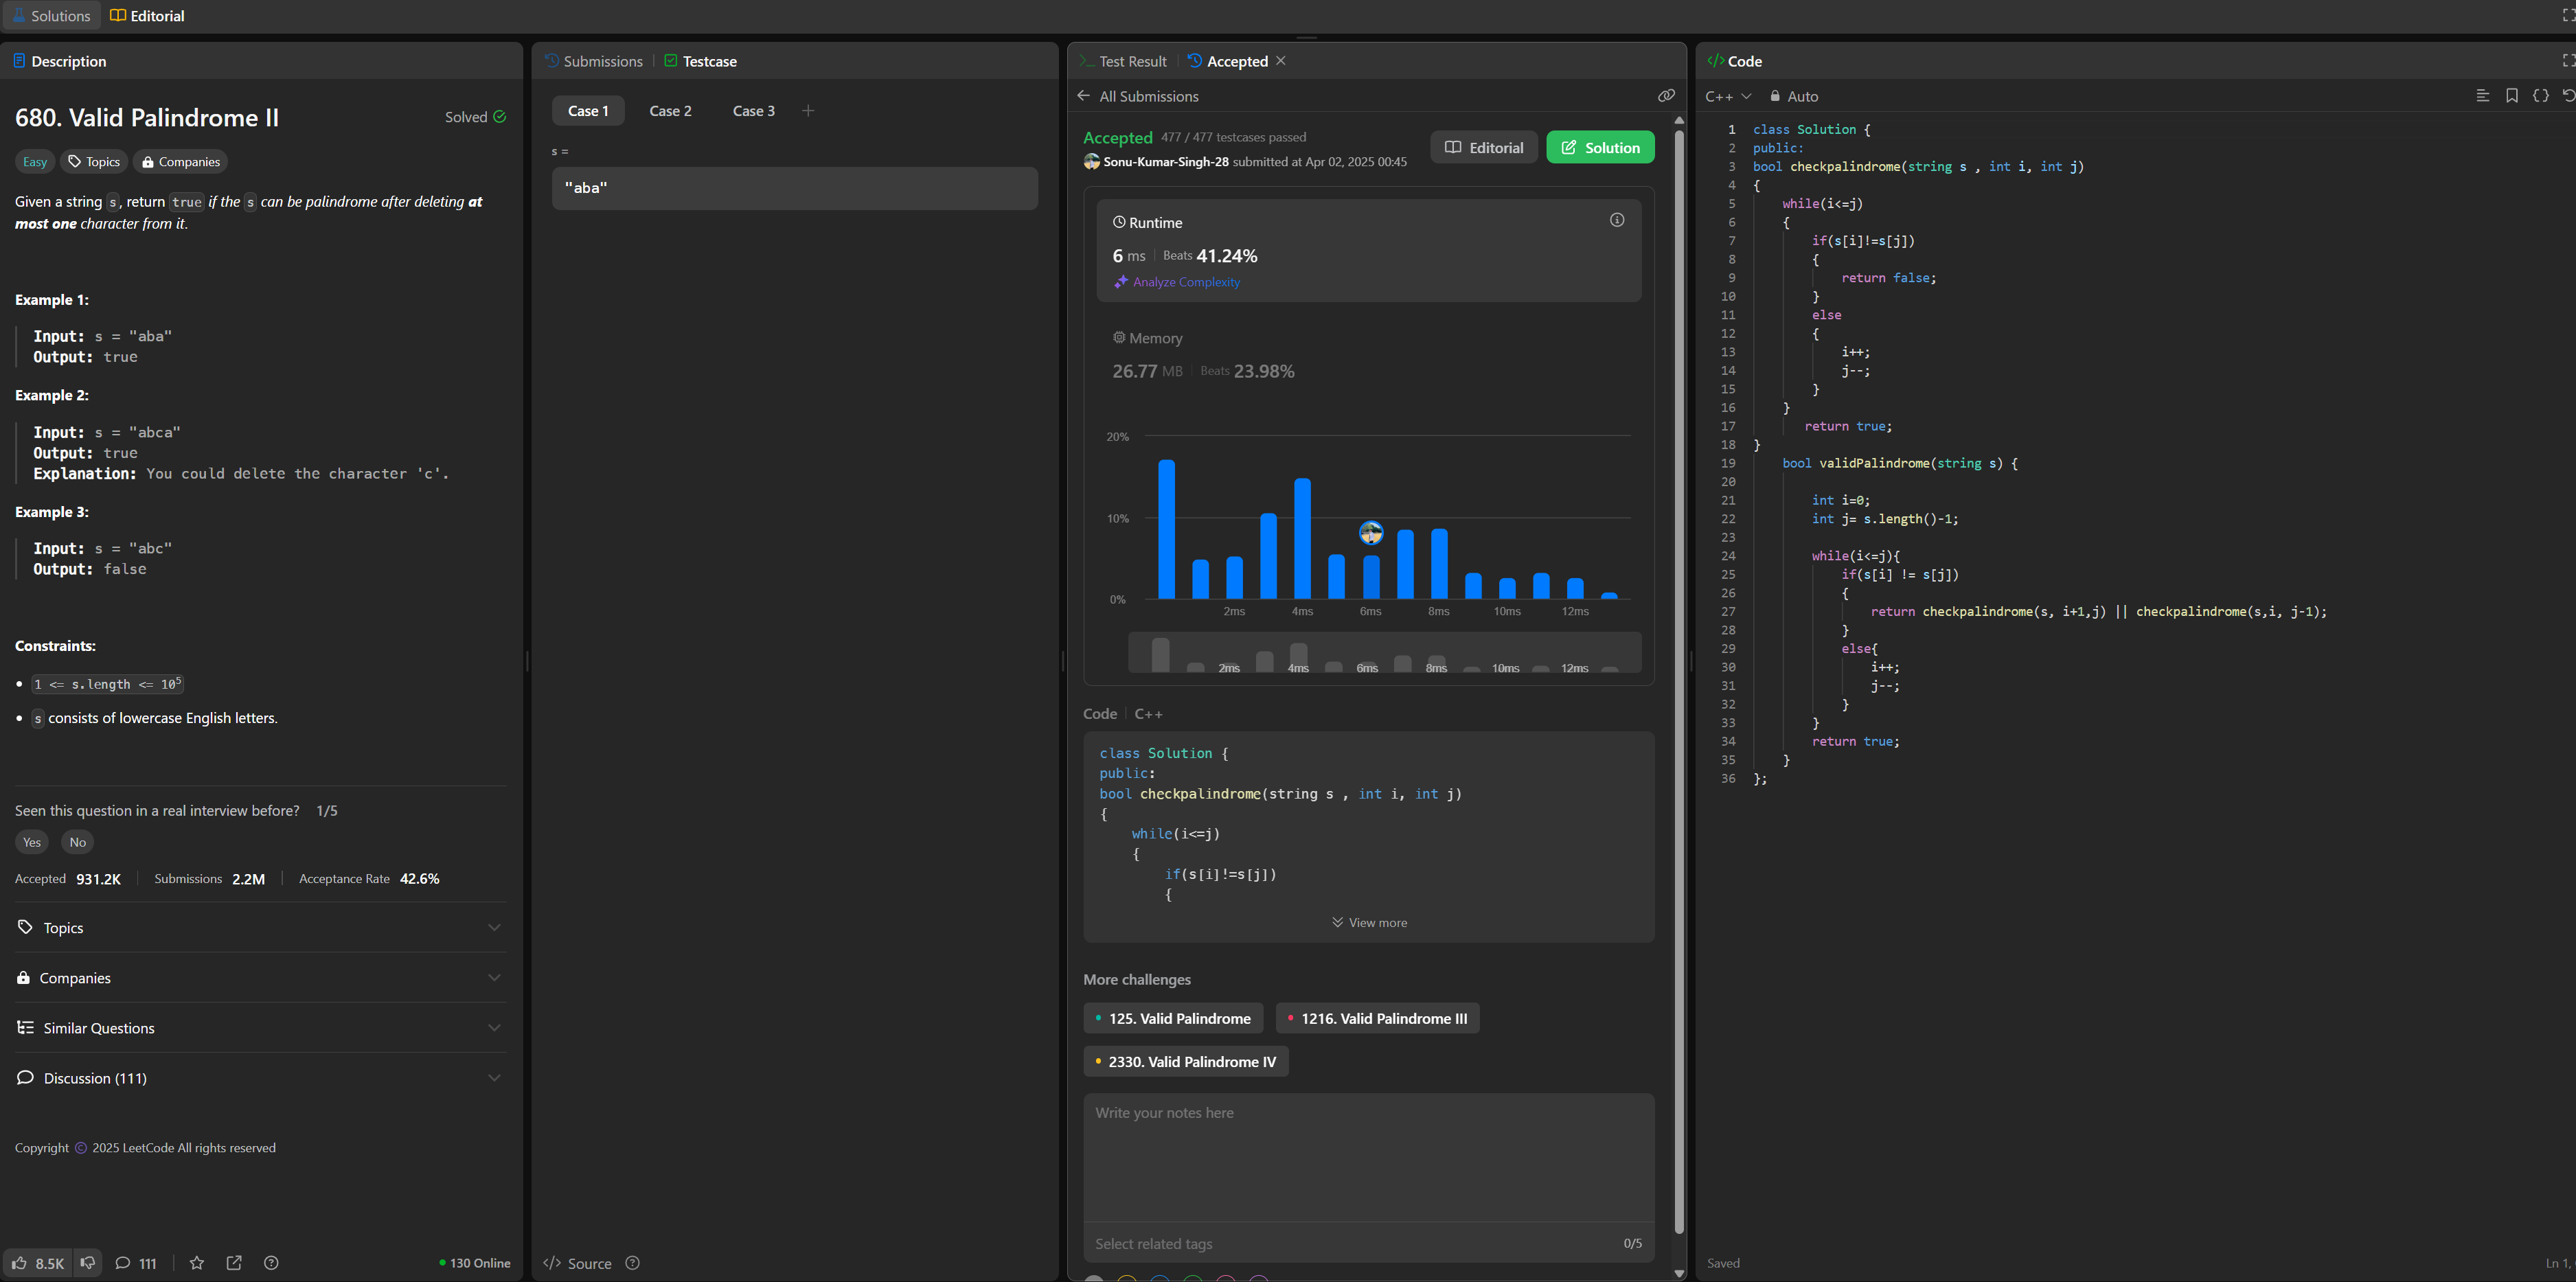 Solutions Editorial
Description
680. Valid Palindrome II
Solved
Easy Topics Companies
Given a string s, return true if the s can be palindrome after deleting at
most one character from it.
Example 1:
Input: s = "aba"
Output: true
Example 2:
Input: s = "abca"
Output: true
Explanation: You could delete the character 'c'.
Example 3:
Input: s = "abc"
Output: false
Constraints:
1 <= s.length <= 10⁵
s consists of lowercase English letters.
Seen this question in a real interview before? 1/5
Yes No
Accepted 931.2K Submissions 2.2M Acceptance Rate 42.6%
Topics
Companies
Similar Questions
Discussion (111)
Copyright © 2025 LeetCode All rights reserved
8.5K 111 130 Online
Submissions Testcase
Case 1 Case 2 Case 3 +
s =
"aba"
</> Source
Test Result Accepted
All Submissions
Accepted 477 / 477 testcases passed
Sonu-Kumar-Singh-28 submitted at Apr 02, 2025 00:45
Editorial Solution
Runtime
6 ms Beats 41.24%
Analyze Complexity
Memory
26.77 MB Beats 23.98%
20%
10%
0%
2ms 4ms 6ms 8ms 10ms 12ms
2ms 4ms 6ms 8ms 10ms 12ms
Code C++
class Solution {
public:
bool checkpalindrome(string s , int i, int j)
{
while(i<=j)
{
if(s[i]!=s[j])
{
View more
More challenges
125. Valid Palindrome 1216. Valid Palindrome III
2330. Valid Palindrome IV
Write your notes here
Select related tags 0/5
</> Code
C++ Auto
1 class Solution {
2 public:
3 bool checkpalindrome(string s , int i, int j)
4 {
5 while(i<=j)
6 {
7 if(s[i]!=s[j])
8 {
9 return false;
10 }
11 else
12 {
13 i++;
14 j--;
15 }
16 }
17 return true;
18 }
19 bool validPalindrome(string s) {
20
21 int i=0;
22 int j= s.length()-1;
23
24 while(i<=j){
25 if(s[i] != s[j])
26 {
27 return checkpalindrome(s, i+1,j) || checkpalindrome(s,i, j-1);
28 }
29 else{
30 i++;
31 j--;
32 }
33 }
34 return true;
35 }
36 };
Saved Ln 1,